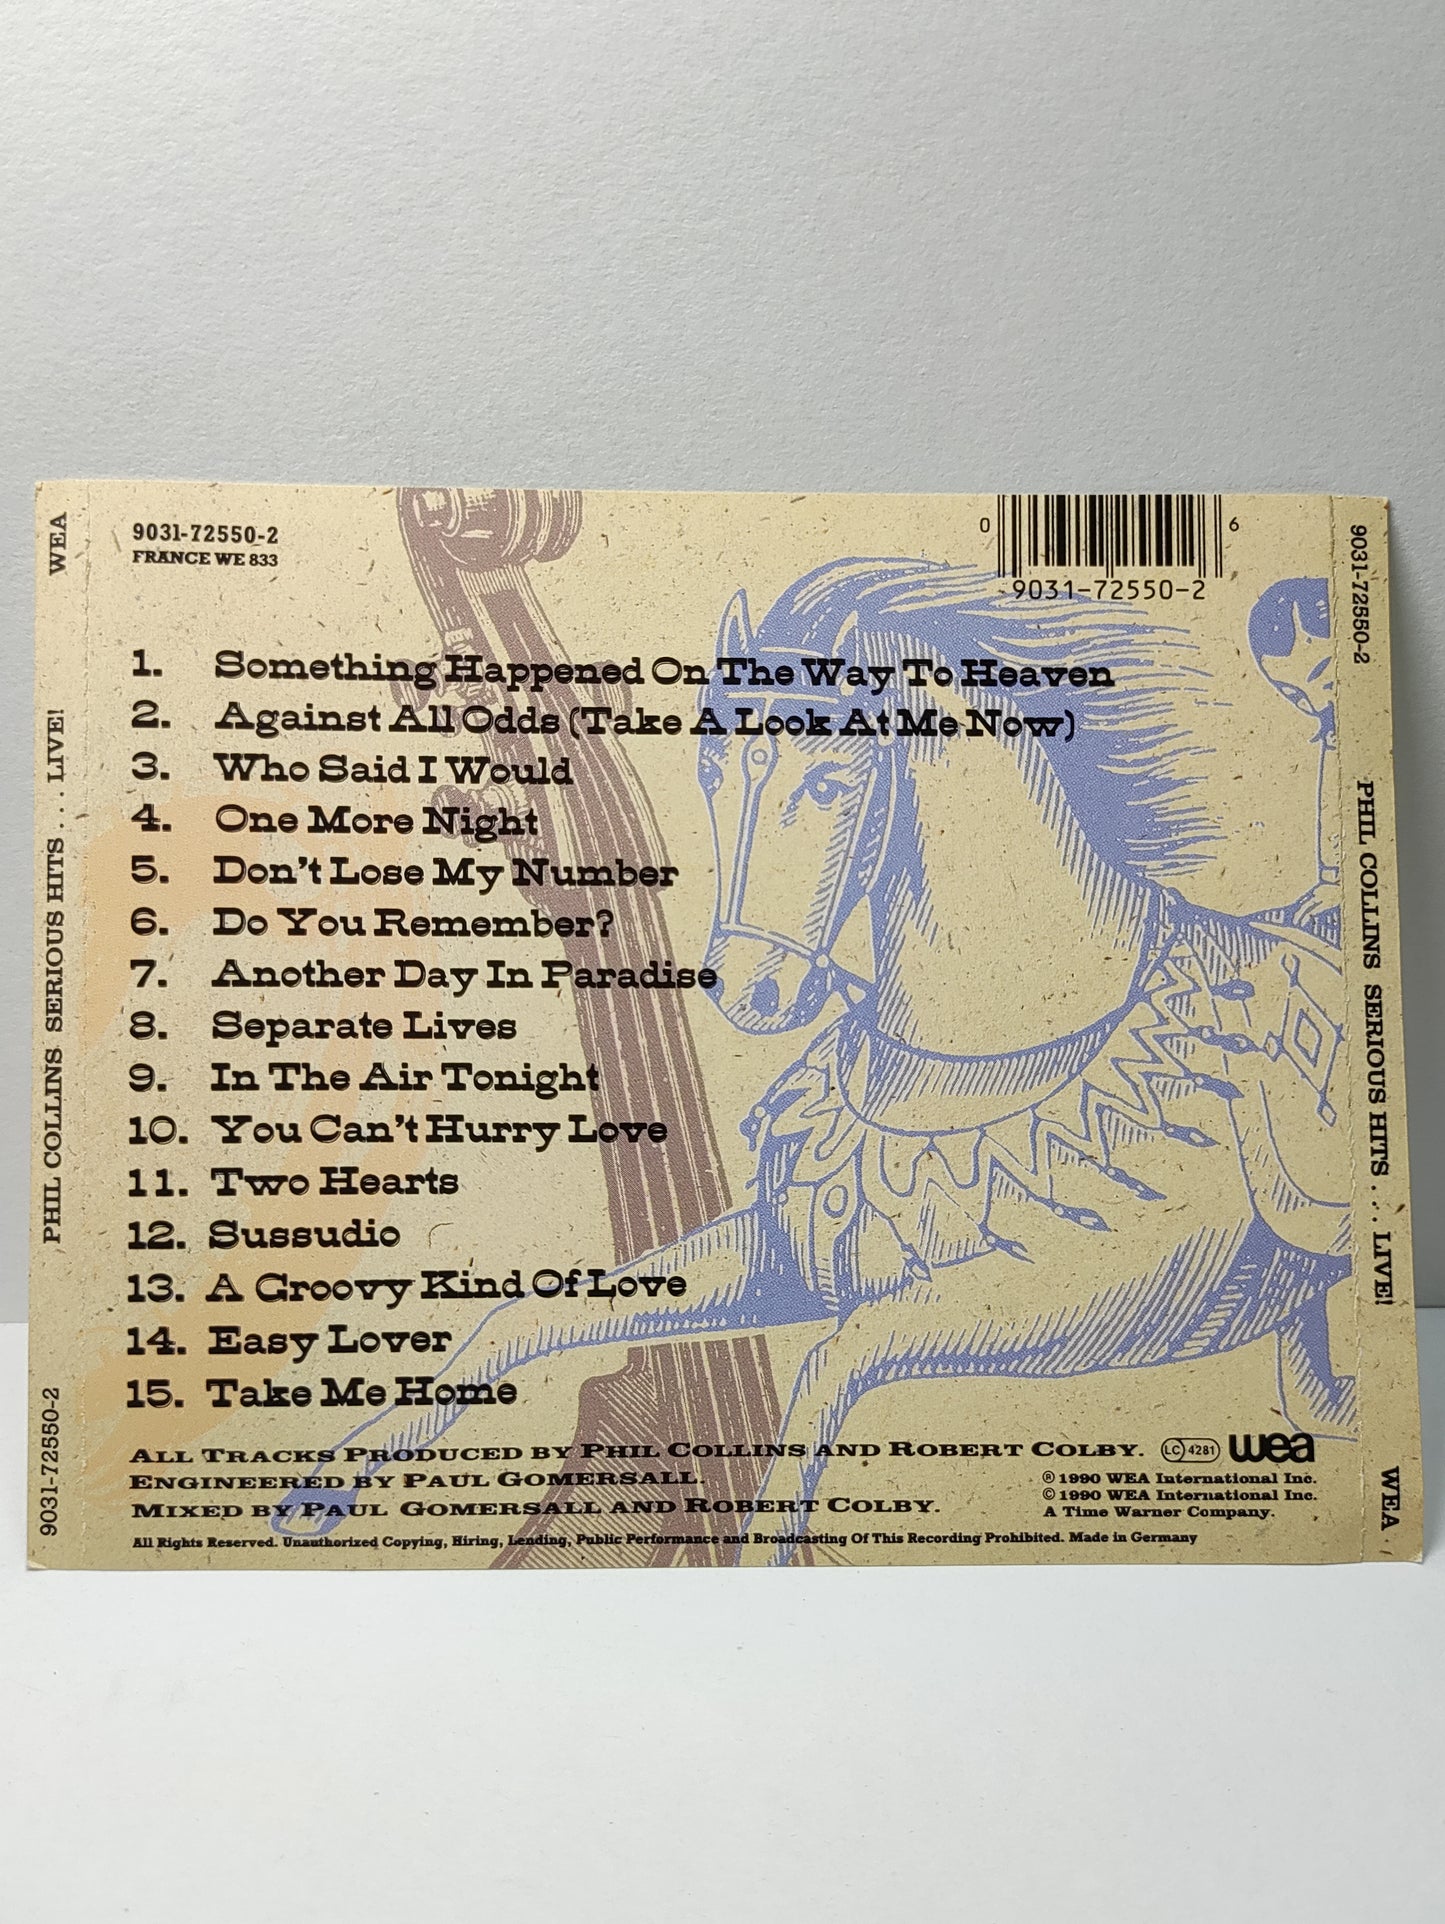 WEA
PHIL COLLINS SERIOUS HITS . . . LIVE!
9031-72550-2
9031-72550-2
FRANCE WE 833
0 6
9031-72550-2
1. Something Happened On The Way To Heaven
2. Against All Odds (Take A Look At Me Now)
3. Who Said I Would
4. One More Night
5. Don't Lose My Number
6. Do You Remember?
7. Another Day In Paradise
8. Separate Lives
9. In The Air Tonight
10. You Can't Hurry Love
11. Two Hearts
12. Sussudio
13. A Groovy Kind Of Love
14. Easy Lover
15. Take Me Home
ALL TRACKS PRODUCED BY PHIL COLLINS AND ROBERT COLBY.
ENGINEERED BY PAUL GOMERSALL.
MIXED BY PAUL GOMERSALL AND ROBERT COLBY.
LC 4281 wea
℗ 1990 WEA International Inc.
© 1990 WEA International Inc.
A Time Warner Company.
All Rights Reserved. Unauthorized Copying, Hiring, Lending, Public Performance and Broadcasting Of This Recording Prohibited. Made in Germany
9031-72550-2
PHIL COLLINS SERIOUS HITS . . . LIVE!
WEA